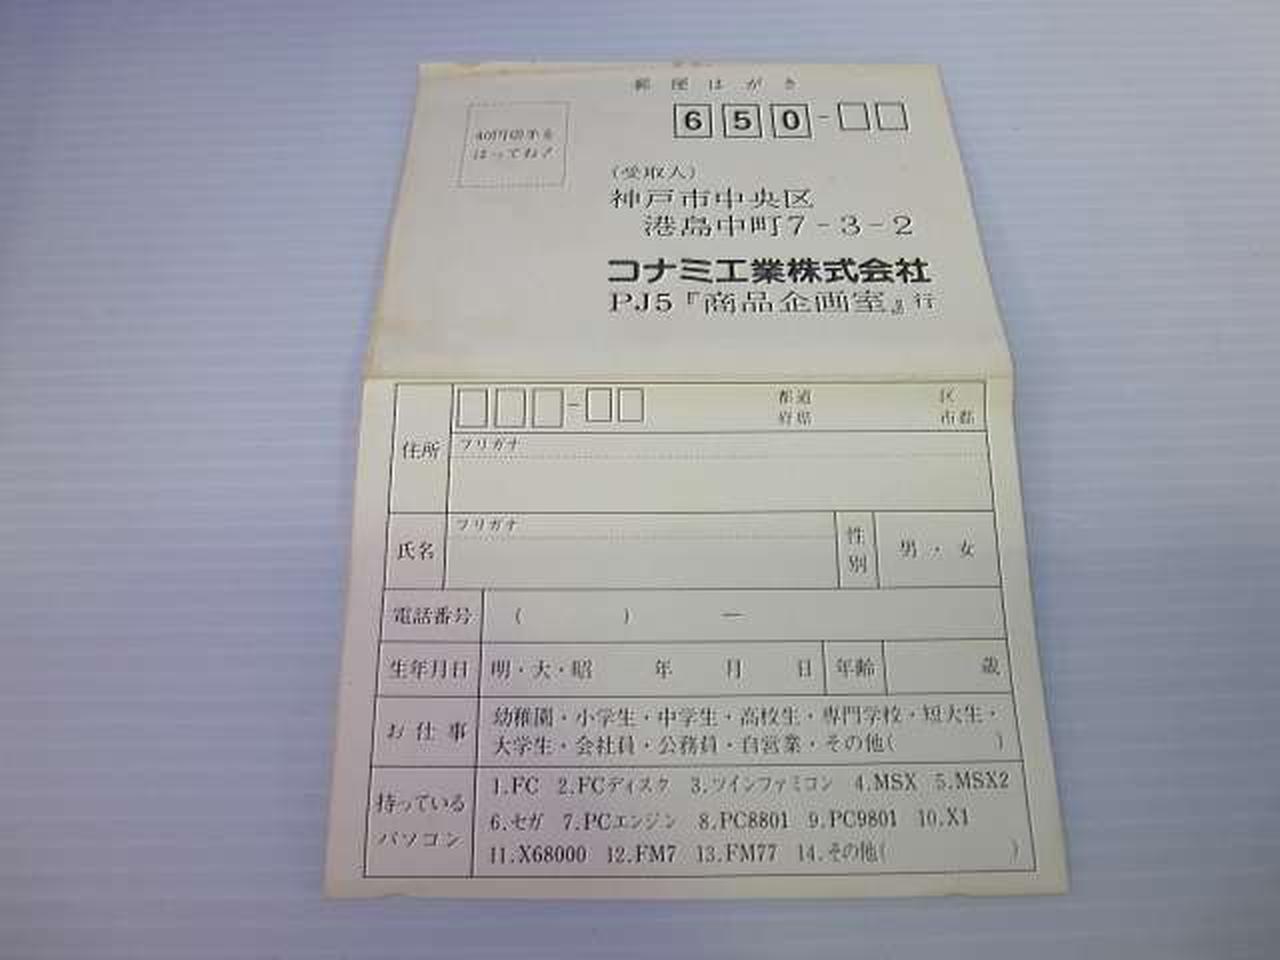 郵便はがき
40円切手を
はってね！
650-
(受取人)
神戸市中央区
港島中町7-3-2
コナミ工業株式会社
PJ5『商品企画室』行
住所
都道
府県
区
市郡
フリガナ
氏名
フリガナ
性別
男・女
電話番号 ( ) ー
生年月日 明・大・昭 年 月 日 年齢 歳
お仕事
幼稚園・小学生・中学生・高校生・専門学校・短大生・
大学生・会社員・公務員・自営業・その他( )
持っている
パソコン
1.FC 2.FCディスク 3.ツインファミコン 4.MSX 5.MSX2
6.セガ 7.PCエンジン 8.PC8801 9.PC9801 10.X1
11.X68000 12.FM7 13.FM77 14.その他( )